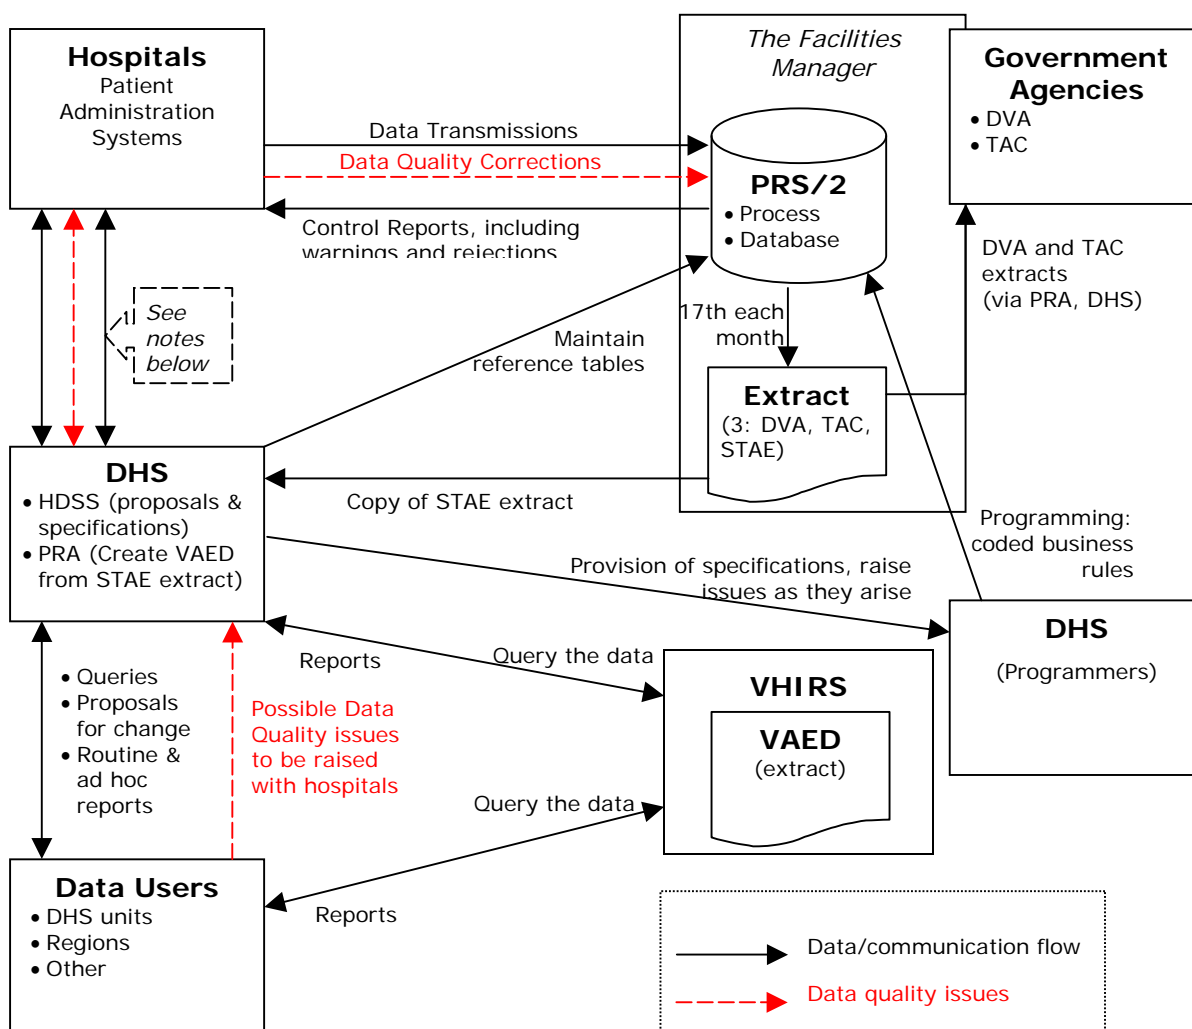 Hospitals
Patient
Administration
Systems
The Facilities
Manager
Government
Agencies
• DVA
• TAC
Data Transmissions
Data Quality Corrections
PRS/2
• Process
• Database
Control Reports, including
warnings and rejections
DVA and TAC
extracts
(via PRA, DHS)
See
notes
below
17th each
month
Maintain
reference tables
Extract
(3: DVA, TAC,
STAE)
DHS
• HDSS (proposals &
specifications)
• PRA (Create VAED
from STAE extract)
Copy of STAE extract
Programming:
coded business
rules
Provision of specifications, raise
issues as they arise
DHS
(Programmers)
Reports
Query the data
VHIRS
VAED
(extract)
• Queries
• Proposals
for change
• Routine &
ad hoc
reports
Possible Data
Quality issues
to be raised
with hospitals
Query the data
Reports
Data Users
• DHS units
• Regions
• Other
Data/communication flow
Data quality issues